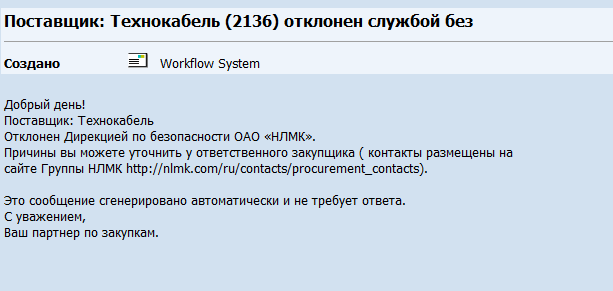 Поставщик: Технокабель (2136) отклонен службой без
Создано Workflow System
Добрый день!
Поставщик: Технокабель
Отклонен Дирекцией по безопасности ОАО «НЛМК».
Причины вы можете уточнить у ответственного закупщика ( контакты размещены на
сайте Группы НЛМК http://nlmk.com/ru/contacts/procurement_contacts).
Это сообщение сгенерировано автоматически и не требует ответа.
С уважением,
Ваш партнер по закупкам.